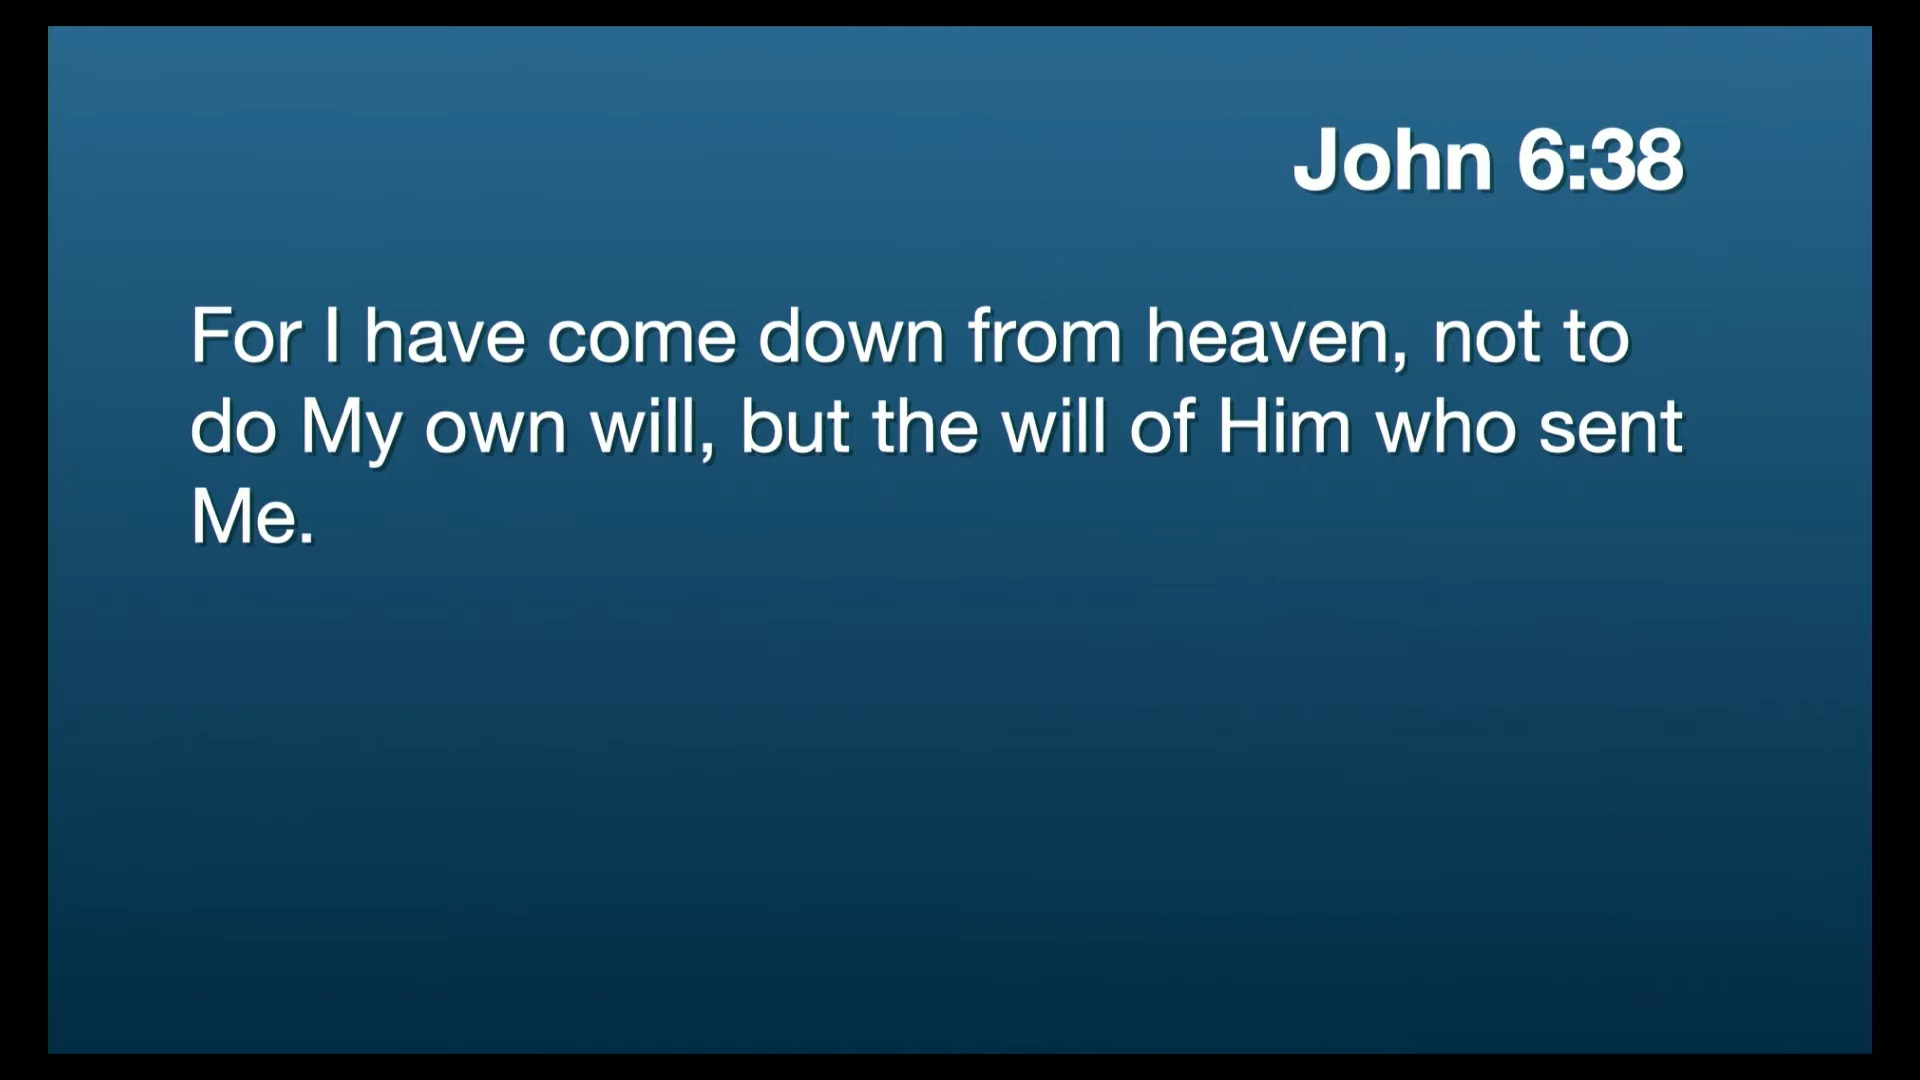 John 6:38
For I have come down from heaven, not to
do My own will, but the will of Him who sent
Me.